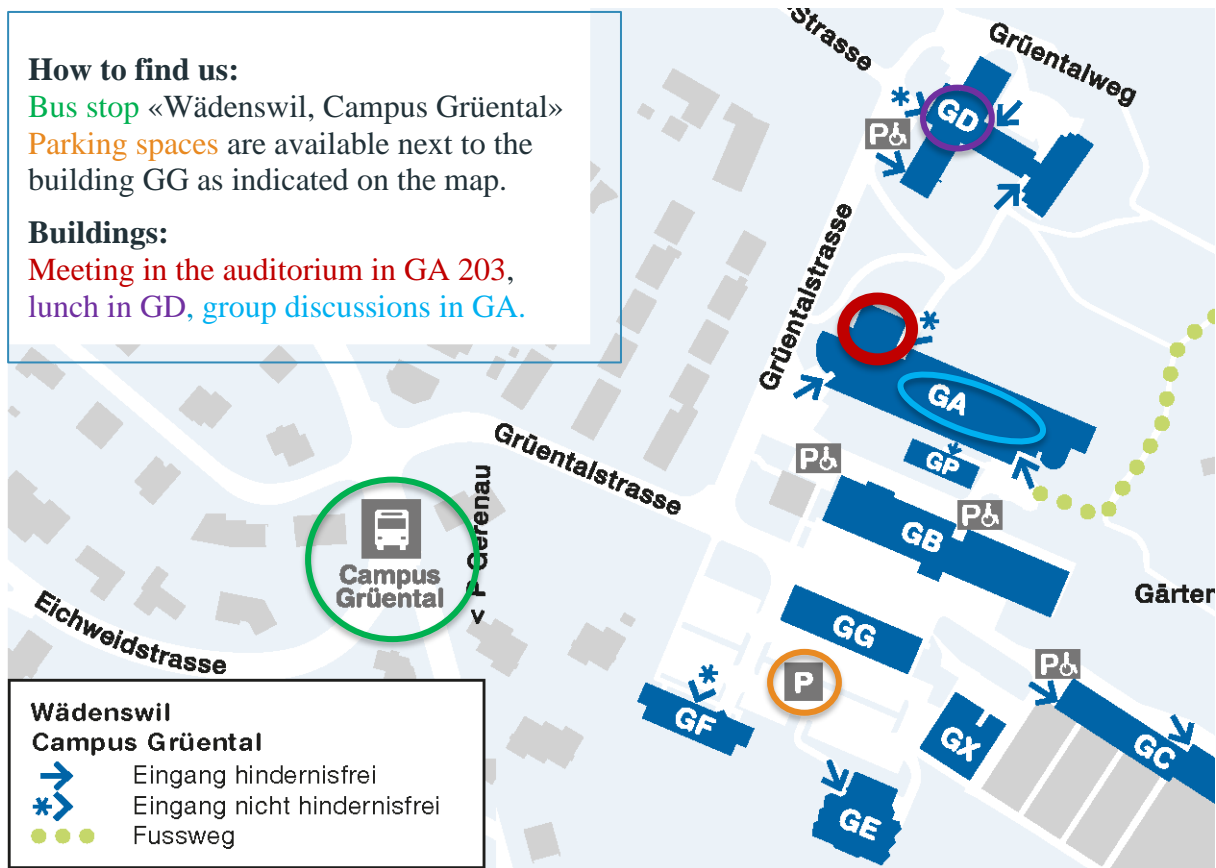 How to find us:
Bus stop «Wädenswil, Campus Grüental»
Parking spaces are available next to the
building GG as indicated on the map.
Buildings:
Meeting in the auditorium in GA 203,
lunch in GD, group discussions in GA.
Strasse
Grüentalweg
GD
P
Grüentalstrasse
GA
GP
P
Grüentalstrasse
P
GB
< P Gerenau
Campus
Grüental
Gärten
Eichweidstrasse
GG
P
P
GF
GX
GC
GE
Wädenswil
Campus Grüental
Eingang hindernisfrei
Eingang nicht hindernisfrei
Fussweg